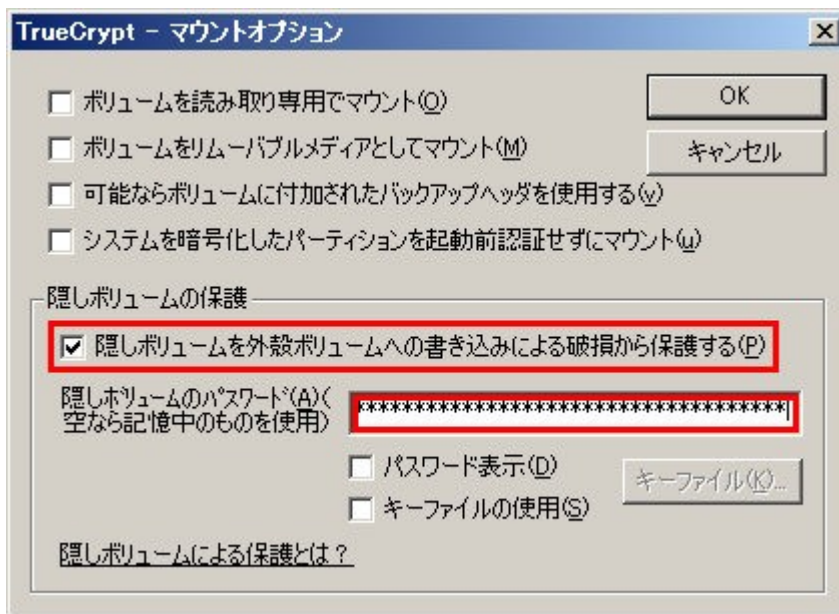 TrueCrypt - マウントオプション
ボリュームを読み取り専用でマウント(O)
OK
ボリュームをリムーバブルメディアとしてマウント(M)
キャンセル
可能ならボリュームに付加されたバックアップヘッダを使用する(v)
システムを暗号化したパーティションを起動前認証せずにマウント(u)
隠しボリュームの保護
隠しボリュームを外殻ボリュームへの書き込みによる破損から保護する(P)
隠しボリュームのパスワード(A)(
空なら記憶中のものを使用)
***************************************
パスワード表示(D)
キーファイル(K)...
キーファイルの使用(S)
隠しボリュームによる保護とは?